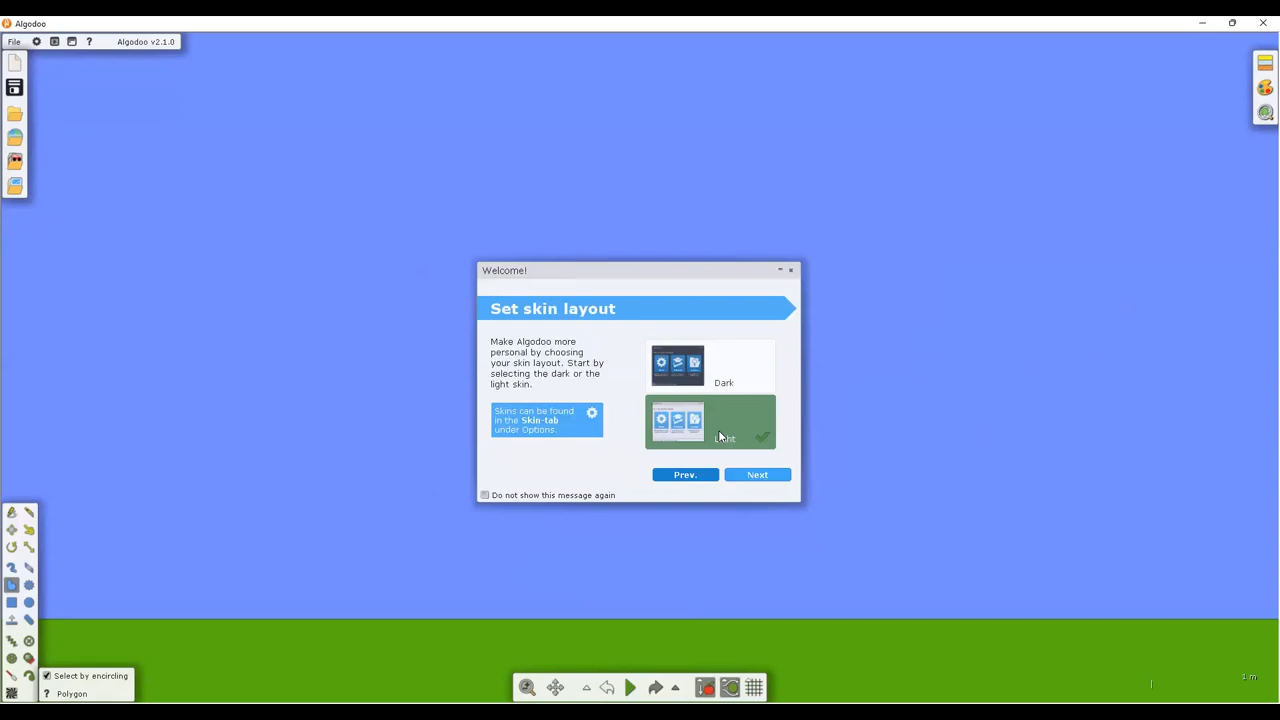 Algodoo
File
Algodoo v2.1.0
Welcome!
Set skin layout
Make Algodoo more
personal by choosing
your skin layout. Start by
selecting the dark or the
light skin.
Skins can be found
in the Skin-tab
under Options.
Dark
Light
Prev.
Next
Do not show this message again
Select by encircling
? Polygon
1 m